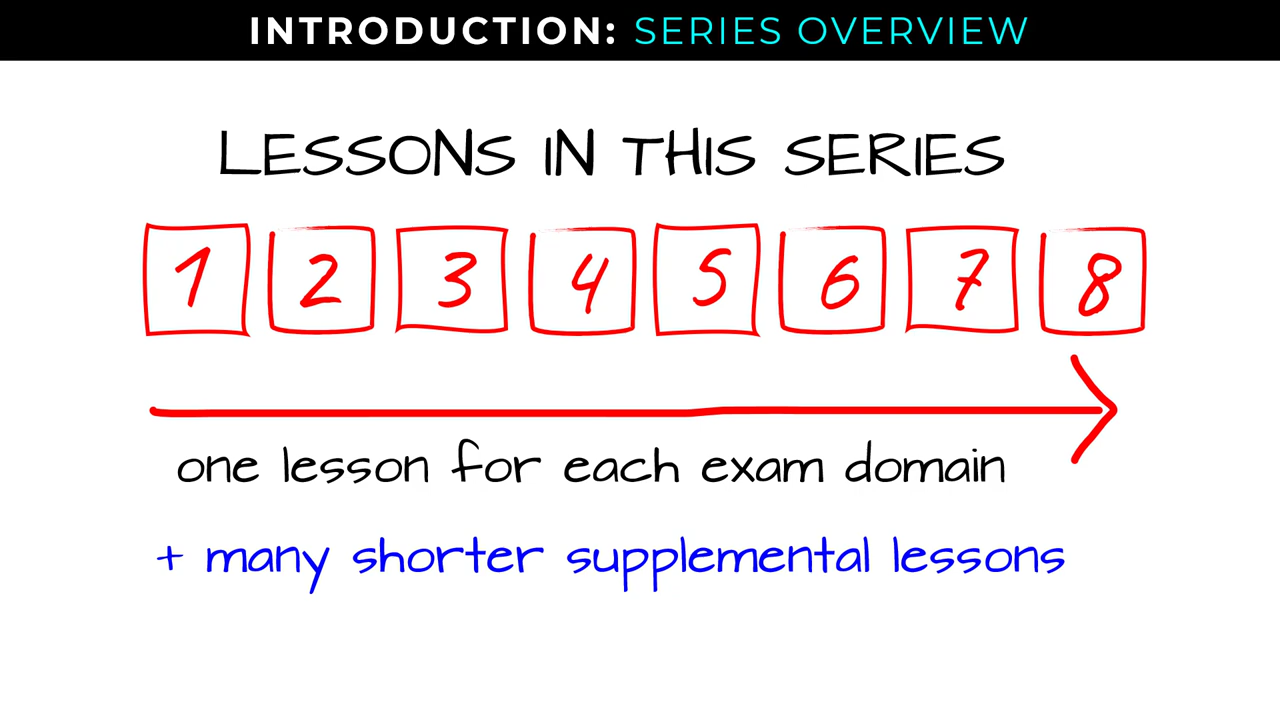 INTRODUCTION: SERIES OVERVIEW
LESSONS IN THIS SERIES
1 2 3 4 5 6 7 8
one lesson for each exam domain
+ many shorter supplemental lessons